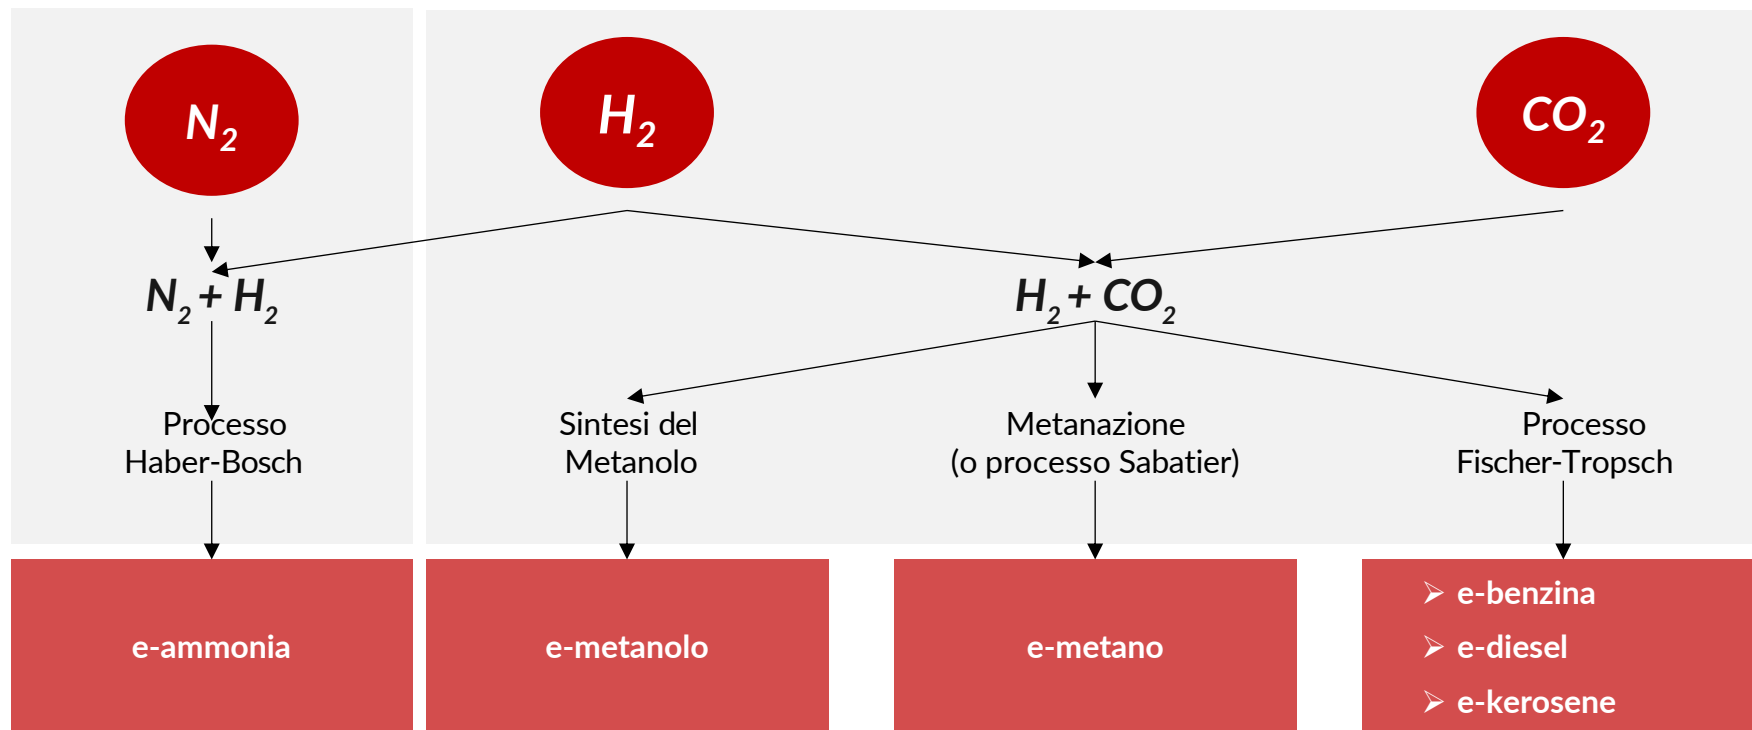 N₂
H₂
CO₂
N₂ + H₂
H₂ + CO₂
Processo
Haber-Bosch
Sintesi del
Metanolo
Metanazione
(o processo Sabatier)
Processo
Fischer-Tropsch
e-ammonia
e-metanolo
e-metano
➢ e-benzina
➢ e-diesel
➢ e-kerosene